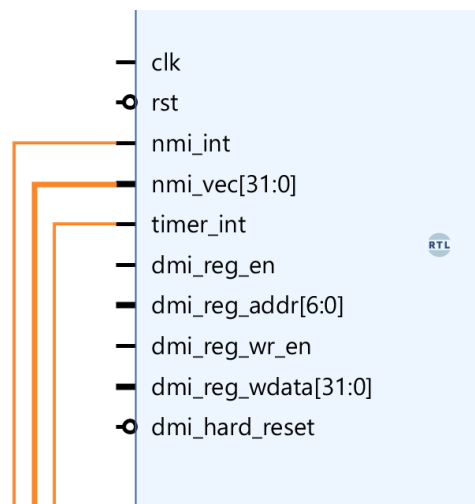 clk
rst
nmi_int
nmi_vec[31:0]
timer_int
RTL
dmi_reg_en
dmi_reg_addr[6:0]
dmi_reg_wr_en
dmi_reg_wdata[31:0]
dmi_hard_reset